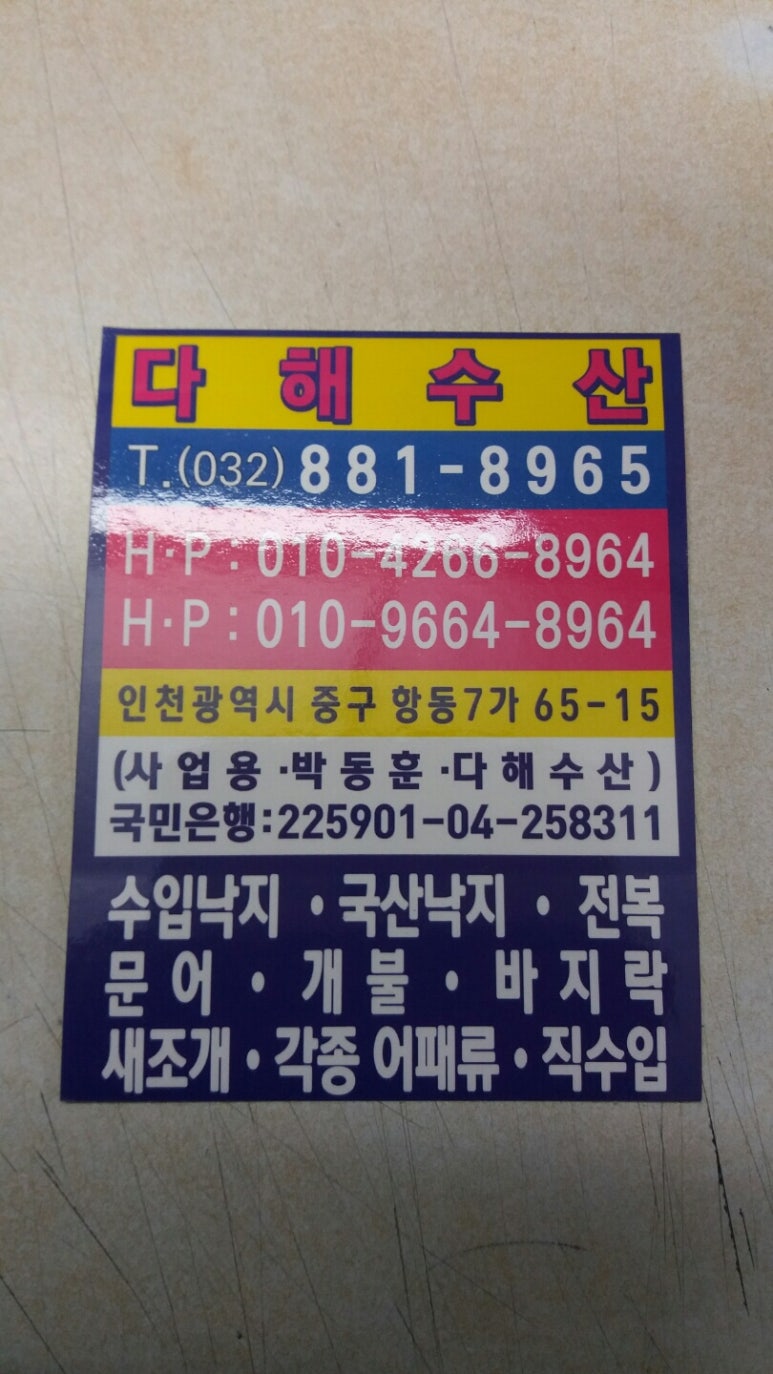 다해수산
T.(032) 881-8965
H·P:010-4266-8964
H·P:010-9664-8964
인천광역시 중구 항동7가 65-15
(사업용·박동훈·다해수산)
국민은행:225901-04-258311
수입낙지·국산낙지·전복
문어·개불·바지락
새조개·각종 어패류·직수입